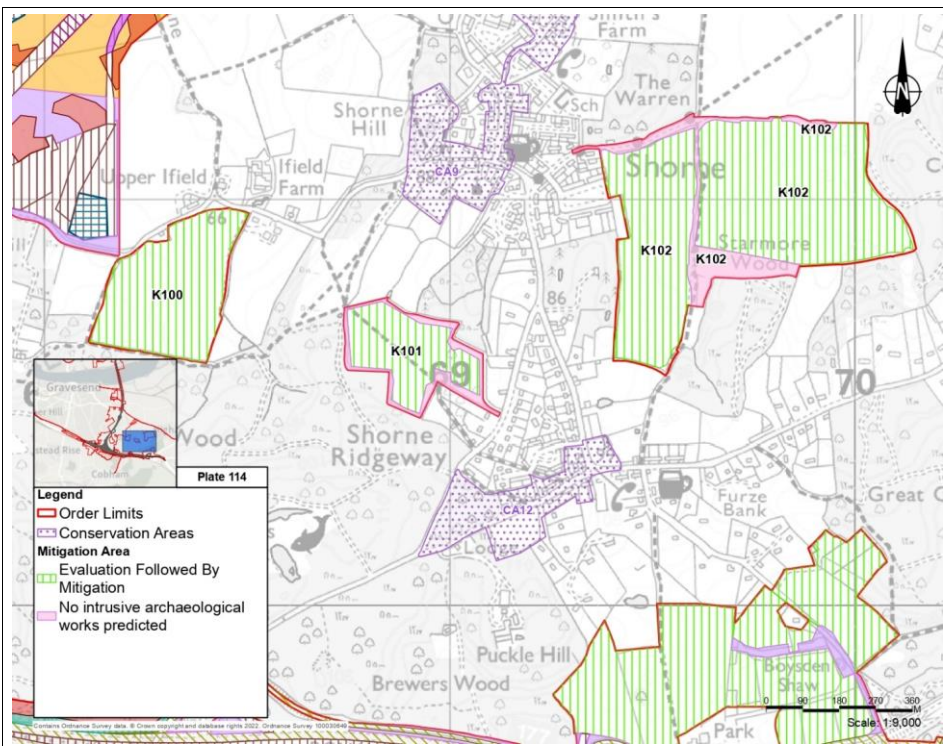 Smith's
Farm
Sch
The
Warren
Shorne
Hill
CA9
Upper Ifield
Ifield
Farm
66
Shorne
K102
K102
K102
K102
Starmore
Wood
K100
86
K101
69
70
Shorne
Ridgeway
CA12
Lodge
Furze
Bank
Wood
Gravesend
Cobham
Plate 114
Legend
Order Limits
Conservation Areas
Mitigation Area
Evaluation Followed By
Mitigation
No intrusive archaeological
works predicted
Puckle Hill
Brewers Wood
Boysden
Shaw
Park
177
N
0 90 180 270 360
M
Scale: 1:9,000
Contains Ordnance Survey data. © Crown copyright and database rights 2022. Ordnance Survey 100030649